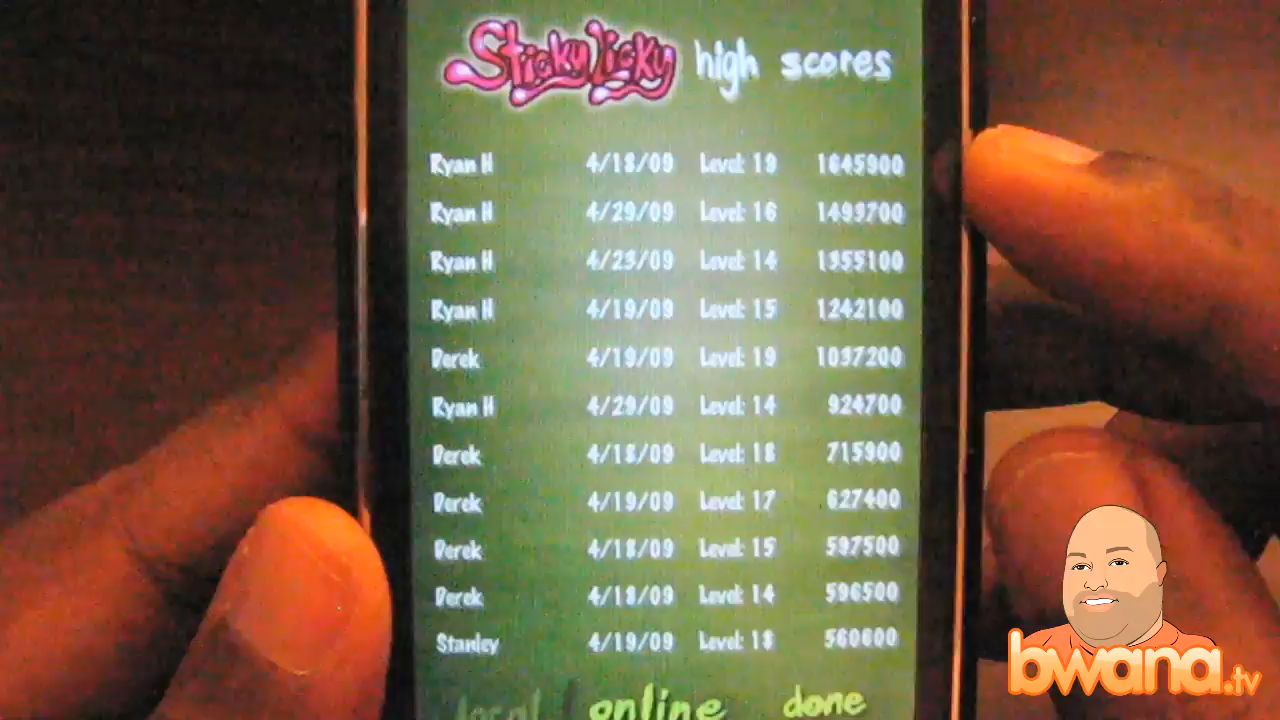 StickyLicky high scores
Ryan H 4/18/09 Level: 19 1645900
Ryan H 4/29/09 Level: 16 1493700
Ryan H 4/23/09 Level: 14 1355100
Ryan H 4/19/09 Level: 15 1242100
Derek 4/19/09 Level: 19 1037200
Ryan H 4/29/09 Level: 14 924700
Derek 4/18/09 Level: 18 715900
Derek 4/19/09 Level: 17 627400
Derek 4/18/09 Level: 15 597500
Derek 4/18/09 Level: 14 596500
Stanley 4/19/09 Level: 18 560600
local / online done
bwana.tv